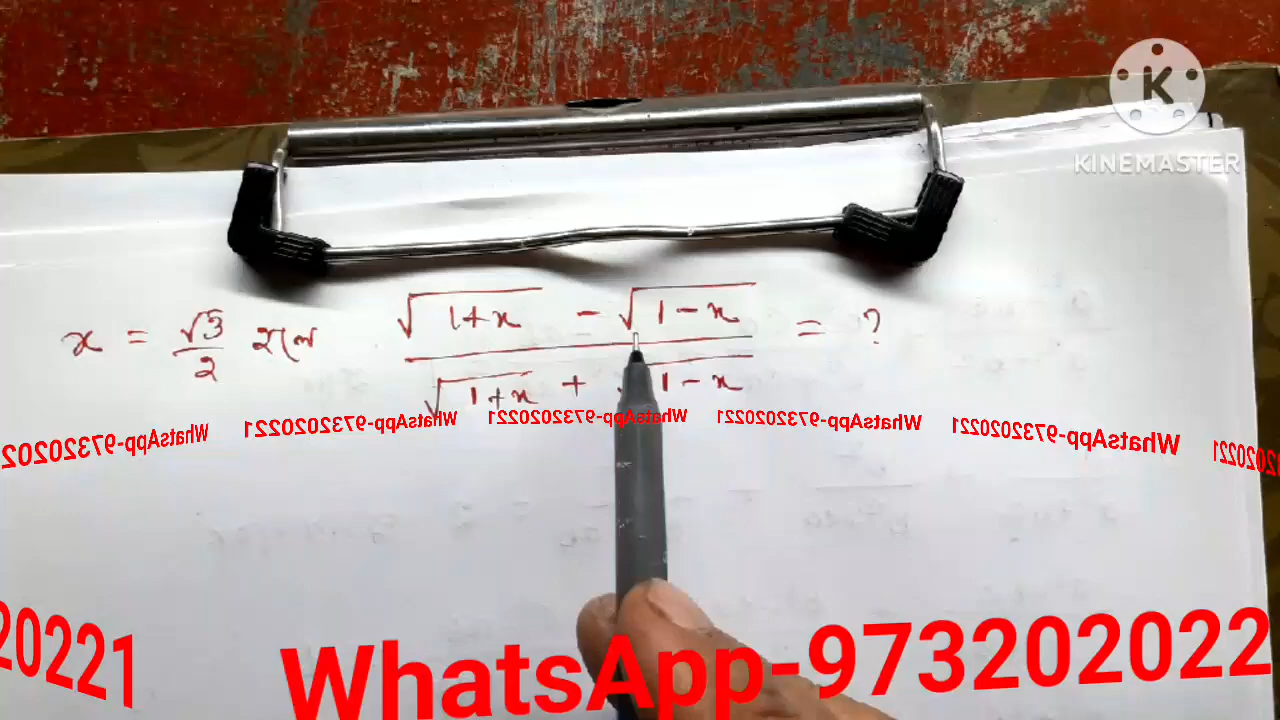 K
KINEMASTER
x = √3/2 হলে (√(1+x) - √(1-x))/(√(1+x) + √(1-x)) = ?
WhatsApp-9732020221 WhatsApp-9732020221 WhatsApp-9732020221 WhatsApp-9732020221 WhatsApp-9732020221
20221 WhatsApp-973202022